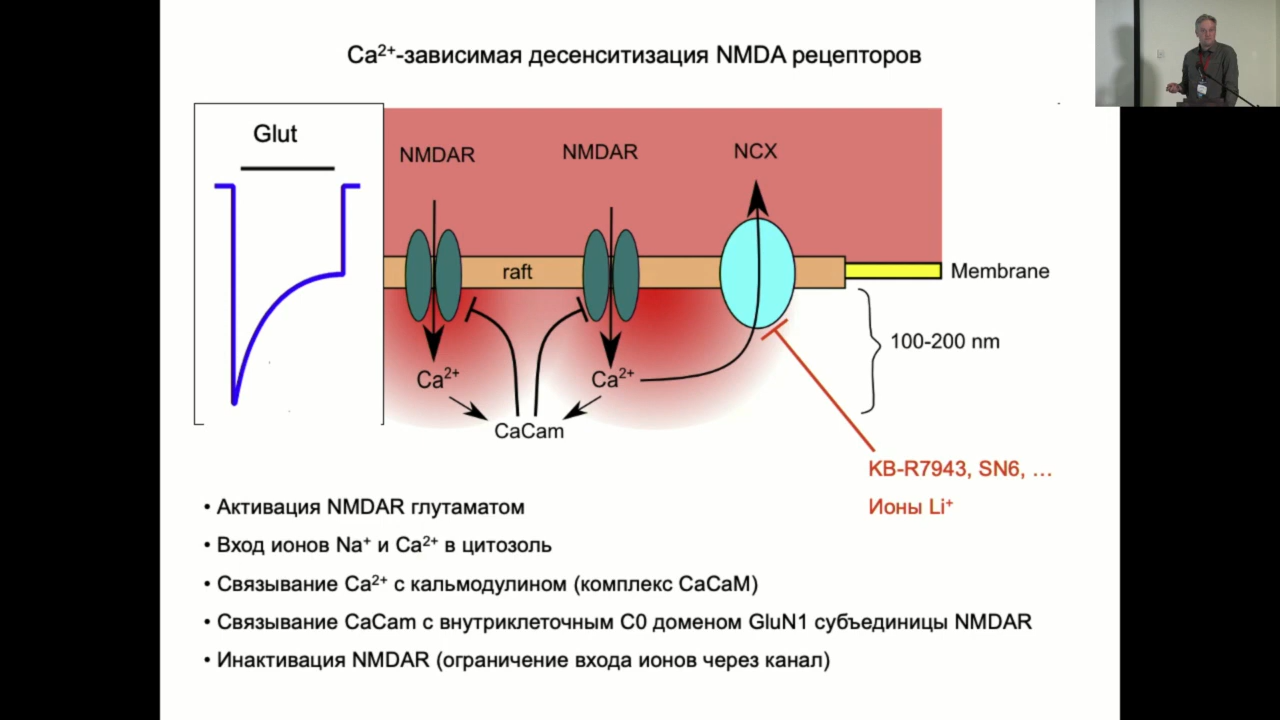 Ca²⁺-зависимая десенситизация NMDA рецепторов
Glut
NMDAR
NMDAR
NCX
raft
Membrane
100-200 nm
Ca²⁺
Ca²⁺
CaCam
KB-R7943, SN6, …
Ионы Li⁺
• Активация NMDAR глутаматом
• Вход ионов Na⁺ и Ca²⁺ в цитозоль
• Связывание Ca²⁺ с кальмодулином (комплекс CaCaM)
• Связывание CaCam с внутриклеточным C0 доменом GluN1 субъединицы NMDAR
• Инактивация NMDAR (ограничение входа ионов через канал)